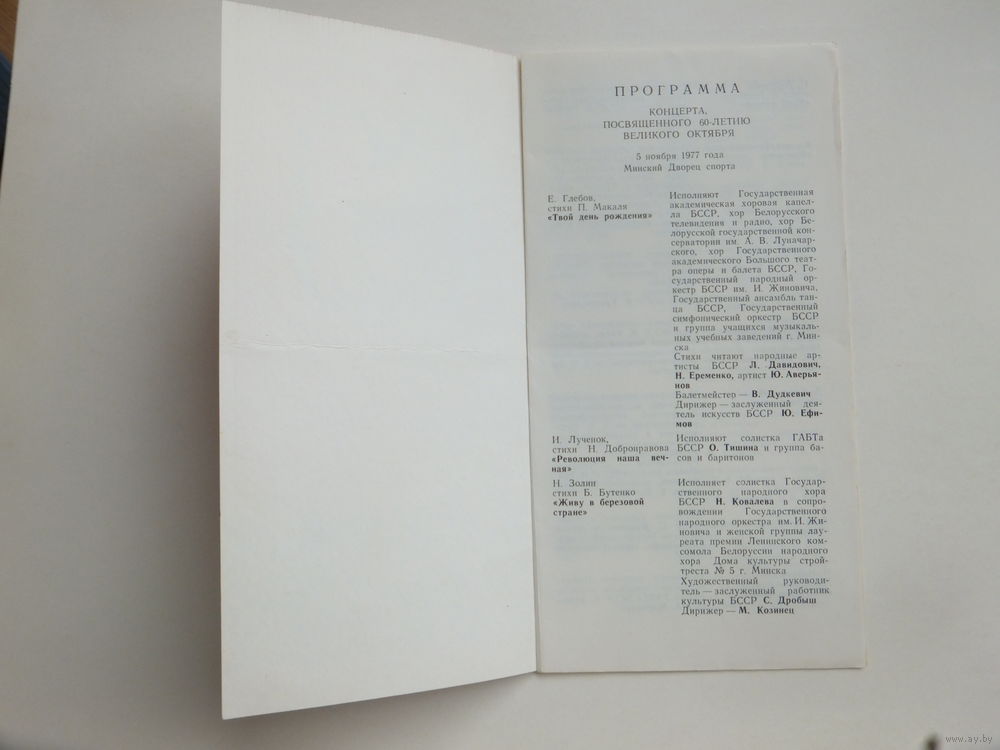 ПРОГРАММА
КОНЦЕРТА,
ПОСВЯЩЕННОГО 60-ЛЕТИЮ
ВЕЛИКОГО ОКТЯБРЯ
5 ноября 1977 года
Минский Дворец спорта
Е. Глебов,
стихи П. Макаля
«Твой день рождения»
Исполняют Государственная
академическая хоровая капел-
ла БССР, хор Белорусского
телевидения и радио, хор Бе-
лорусской государственной кон-
серватории им. А. В. Луначар-
ского, хор Государственного
академического Большого теат-
ра оперы и балета БССР, Го-
сударственный народный ор-
кестр БССР им. И. Жиновича,
Государственный ансамбль тан-
ца БССР, Государственный
симфонический оркестр БССР
и группа учащихся музыкаль-
ных учебных заведений г. Мин-
ска
Стихи читают народные ар-
тисты БССР Л. Давидович,
Н. Еременко, артист Ю. Аверья-
нов
Балетмейстер — В. Дудкевич
Дирижер — заслуженный дея-
тель искусств БССР Ю. Ефи-
мов
И. Лученок,
стихи Н. Добронравова
«Революция наша веч-
ная»
Исполняют солистка ГАБТа
БССР О. Тишина и группа ба-
сов и баритонов
Н. Золин
стихи Б. Бутенко
«Живу в березовой
стране»
Исполняет солистка Государ-
ственного народного хора
БССР Н. Ковалева в сопро-
вождении Государственного
народного оркестра им. И. Жи-
новича и женской группы лау-
реата премии Ленинского ком-
сомола Белоруссии народного
хора Дома культуры строй-
треста № 5 г. Минска
Художественный руководи-
тель — заслуженный работник
культуры БССР С. Дробыш
Дирижер — М. Козинец
www.ay.by